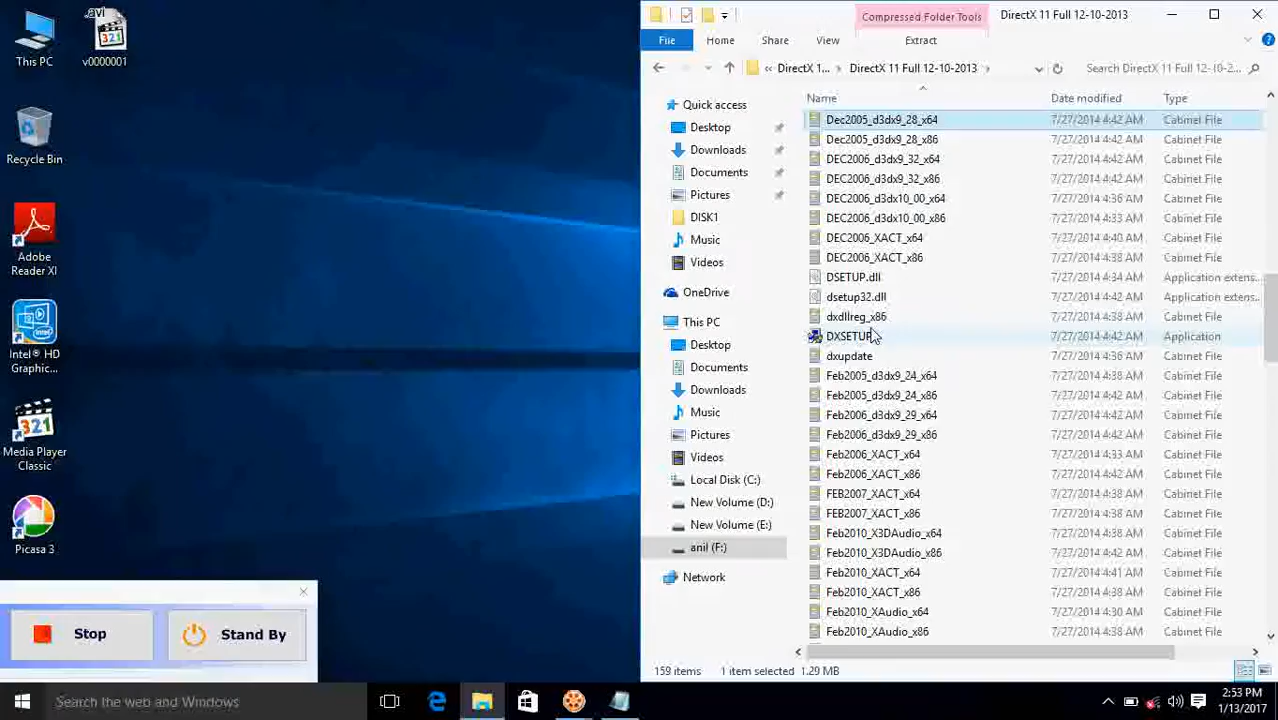 .avi
v0000001
This PC
Recycle Bin
Adobe
Reader XI
Intel® HD
Graphic...
Media Player
Classic
Picasa 3
Stop
Stand By
Compressed Folder Tools
DirectX 11 Full 12-10-2013
File
Home
Share
View
Extract
« DirectX 1... › DirectX 11 Full 12-10-2013 ›
Search DirectX 11 Full 12-10-2...
Quick access
Desktop
Downloads
Documents
Pictures
DISK1
Music
Videos
OneDrive
This PC
Desktop
Documents
Downloads
Music
Pictures
Videos
Local Disk (C:)
New Volume (D:)
New Volume (E:)
anil (F:)
Network
Name Date modified Type
Dec2005_d3dx9_28_x64 7/27/2014 4:42 AM Cabinet File
Dec2005_d3dx9_28_x86 7/27/2014 4:42 AM Cabinet File
DEC2006_d3dx9_32_x64 7/27/2014 4:42 AM Cabinet File
DEC2006_d3dx9_32_x86 7/27/2014 4:42 AM Cabinet File
DEC2006_d3dx10_00_x64 7/27/2014 4:36 AM Cabinet File
DEC2006_d3dx10_00_x86 7/27/2014 4:42 AM Cabinet File
DEC2006_XACT_x64 7/27/2014 4:40 AM Cabinet File
DEC2006_XACT_x86 7/27/2014 4:38 AM Cabinet File
DSETUP.dll 7/27/2014 4:34 AM Application extens...
dsetup32.dll 7/27/2014 4:42 AM Application extens...
dxdllreg_x86 7/27/2014 4:38 AM Cabinet File
DXSETUP 7/27/2014 4:42 AM Application
dxupdate 7/27/2014 4:36 AM Cabinet File
Feb2005_d3dx9_24_x64 7/27/2014 4:38 AM Cabinet File
Feb2005_d3dx9_24_x86 7/27/2014 4:42 AM Cabinet File
Feb2006_d3dx9_29_x64 7/27/2014 4:38 AM Cabinet File
Feb2006_d3dx9_29_x86 7/27/2014 4:42 AM Cabinet File
Feb2006_XACT_x64 7/27/2014 4:33 AM Cabinet File
Feb2006_XACT_x86 7/27/2014 4:38 AM Cabinet File
FEB2007_XACT_x64 7/27/2014 4:38 AM Cabinet File
FEB2007_XACT_x86 7/27/2014 4:38 AM Cabinet File
Feb2010_X3DAudio_x64 7/27/2014 4:38 AM Cabinet File
Feb2010_X3DAudio_x86 7/27/2014 4:38 AM Cabinet File
Feb2010_XACT_x64 7/27/2014 4:41 AM Cabinet File
Feb2010_XACT_x86 7/27/2014 4:38 AM Cabinet File
Feb2010_XAudio_x64 7/27/2014 4:30 AM Cabinet File
Feb2010_XAudio_x86 7/27/2014 4:38 AM Cabinet File
159 items 1 item selected 1.29 MB
Search the web and Windows
2:53 PM
1/13/2017